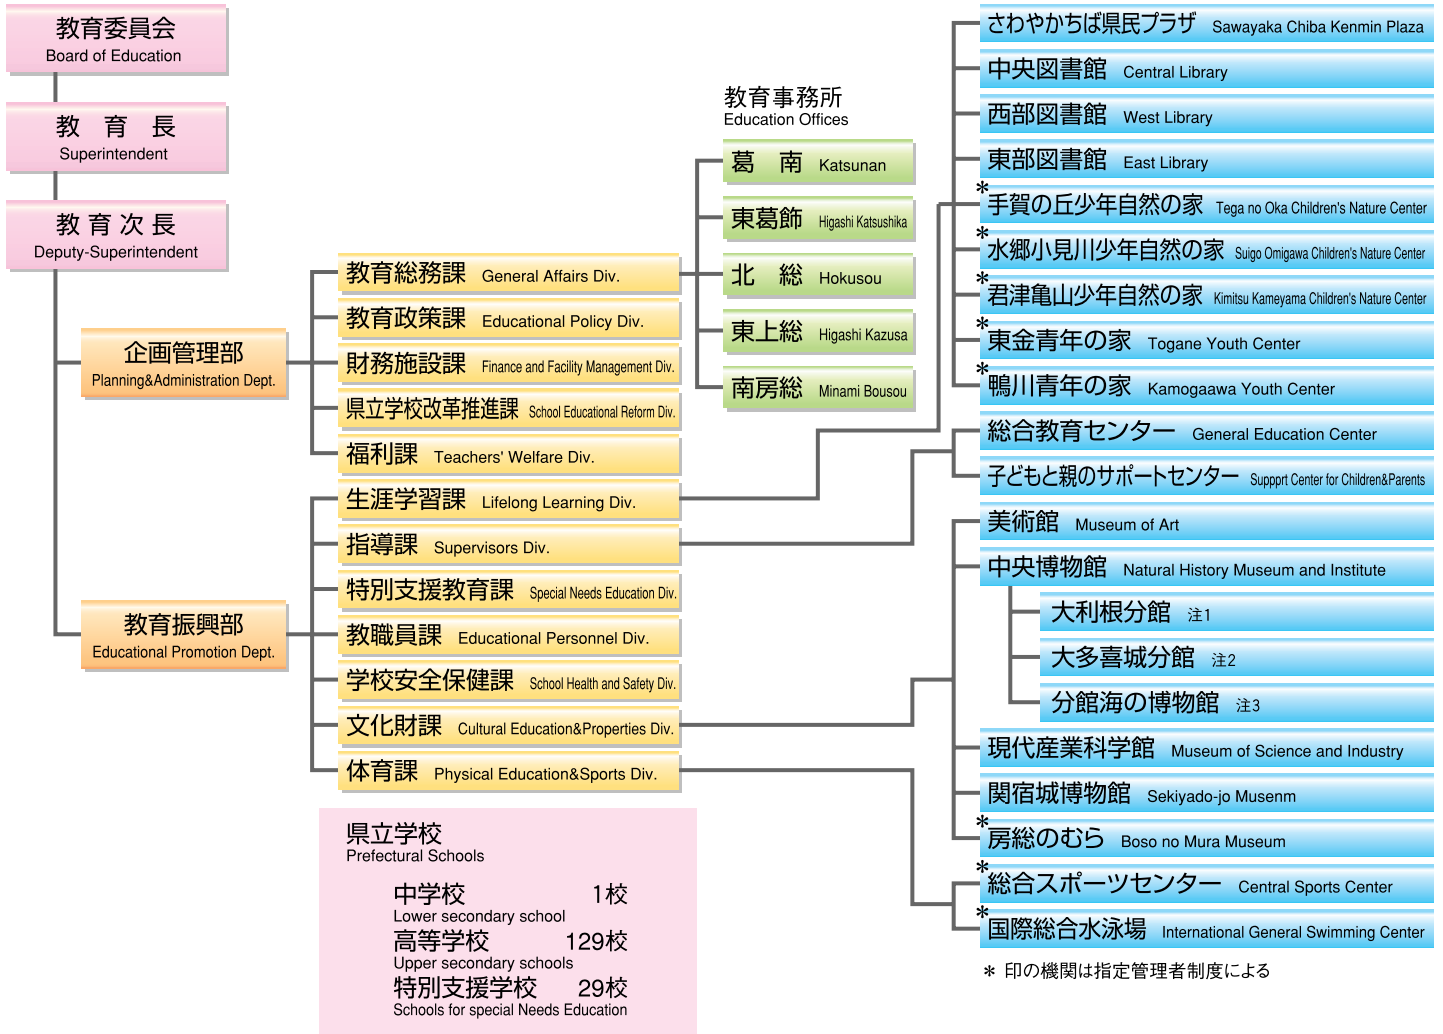 教育委員会
Board of Education
教　育　長
Superintendent
教育次長
Deputy-Superintendent
企画管理部
Planning&Administration Dept.
教育振興部
Educational Promotion Dept.
教育総務課 General Affairs Div.
教育政策課 Educational Policy Div.
財務施設課 Finance and Facility Management Div.
県立学校改革推進課 School Educational Reform Div.
福利課 Teachers' Welfare Div.
生涯学習課 Lifelong Learning Div.
指導課 Supervisors Div.
特別支援教育課 Special Needs Education Div.
教職員課 Educational Personnel Div.
学校安全保健課 School Health and Safety Div.
文化財課 Cultural Education&Properties Div.
体育課 Physical Education&Sports Div.
県立学校
Prefectural Schools
中学校 1校
Lower secondary school
高等学校 129校
Upper secondary schools
特別支援学校 29校
Schools for special Needs Education
教育事務所
Education Offices
葛　南 Katsunan
東葛飾 Higashi Katsushika
北　総 Hokusou
東上総 Higashi Kazusa
南房総 Minami Bousou
さわやかちば県民プラザ Sawayaka Chiba Kenmin Plaza
中央図書館 Central Library
西部図書館 West Library
東部図書館 East Library
*手賀の丘少年自然の家 Tega no Oka Children's Nature Center
*水郷小見川少年自然の家 Suigo Omigawa Children's Nature Center
*君津亀山少年自然の家 Kimitsu Kameyama Children's Nature Center
*東金青年の家 Togane Youth Center
*鴨川青年の家 Kamogaawa Youth Center
総合教育センター General Education Center
子どもと親のサポートセンター Suppprt Center for Children&Parents
美術館 Museum of Art
中央博物館 Natural History Museum and Institute
大利根分館 注1
大多喜城分館 注2
分館海の博物館 注3
現代産業科学館 Museum of Science and Industry
関宿城博物館 Sekiyado-jo Musenm
*房総のむら Boso no Mura Museum
*総合スポーツセンター Central Sports Center
*国際総合水泳場 International General Swimming Center
* 印の機関は指定管理者制度による